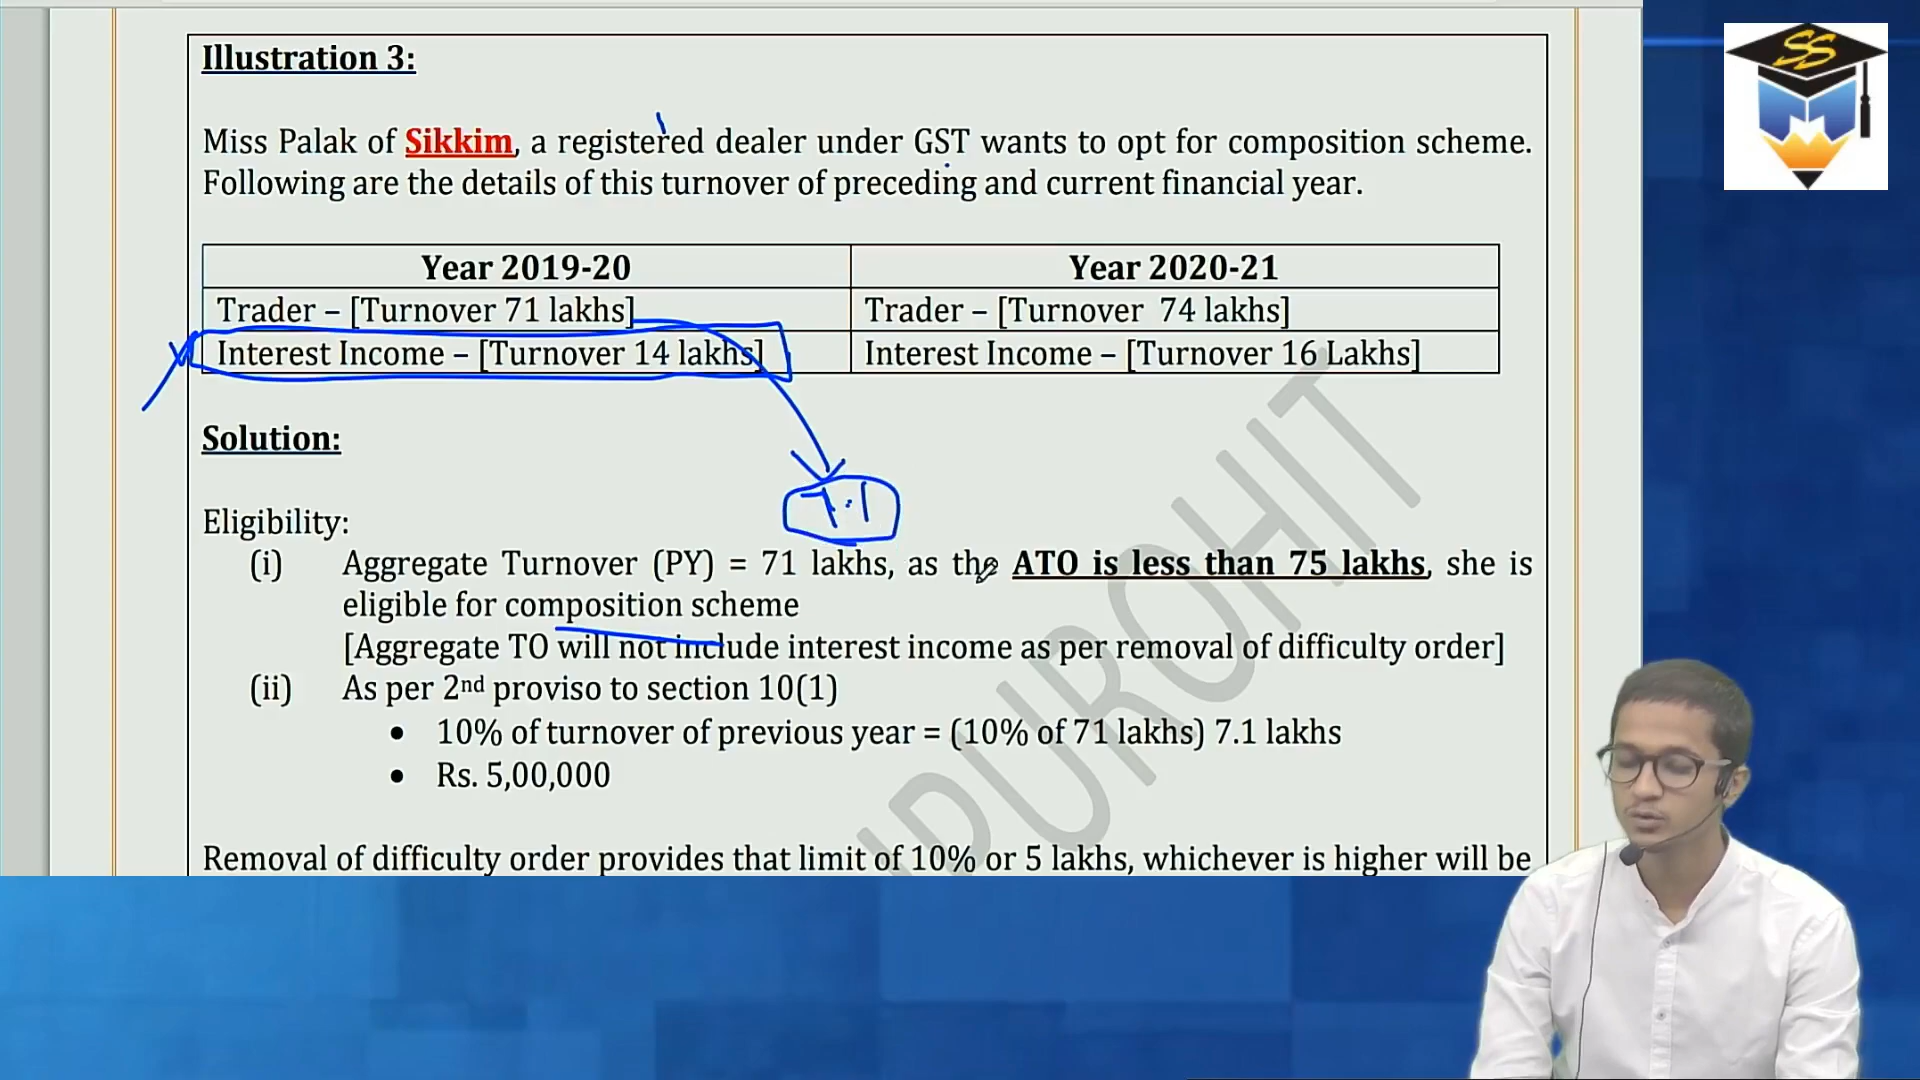 SS
Illustration 3:
Miss Palak of Sikkim, a registered dealer under GST wants to opt for composition scheme.
Following are the details of this turnover of preceding and current financial year.
Year 2019-20 Year 2020-21
Trader – [Turnover 71 lakhs] Trader – [Turnover 74 lakhs]
Interest Income – [Turnover 14 lakhs] Interest Income – [Turnover 16 Lakhs]
Solution:
7.1
Eligibility:
(i) Aggregate Turnover (PY) = 71 lakhs, as the ATO is less than 75 lakhs, she is
eligible for composition scheme
[Aggregate TO will not include interest income as per removal of difficulty order]
(ii) As per 2nd proviso to section 10(1)
• 10% of turnover of previous year = (10% of 71 lakhs) 7.1 lakhs
• Rs. 5,00,000
Removal of difficulty order provides that limit of 10% or 5 lakhs, whichever is higher will be
PUROHIT